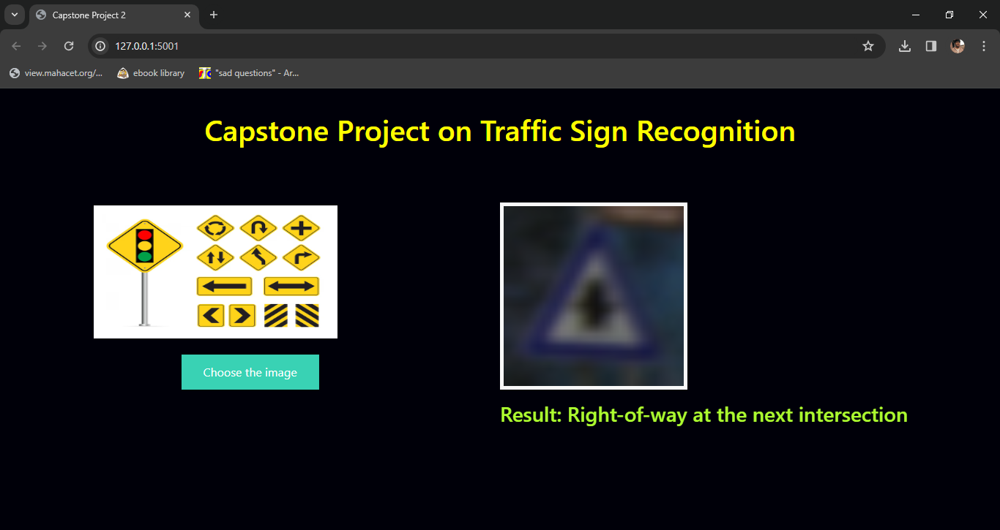 Capstone Project 2
127.0.0.1:5001
view.mahacet.org/...
ebook library
"sad questions" - Ar...
Capstone Project on Traffic Sign Recognition
Choose the image
Result: Right-of-way at the next intersection